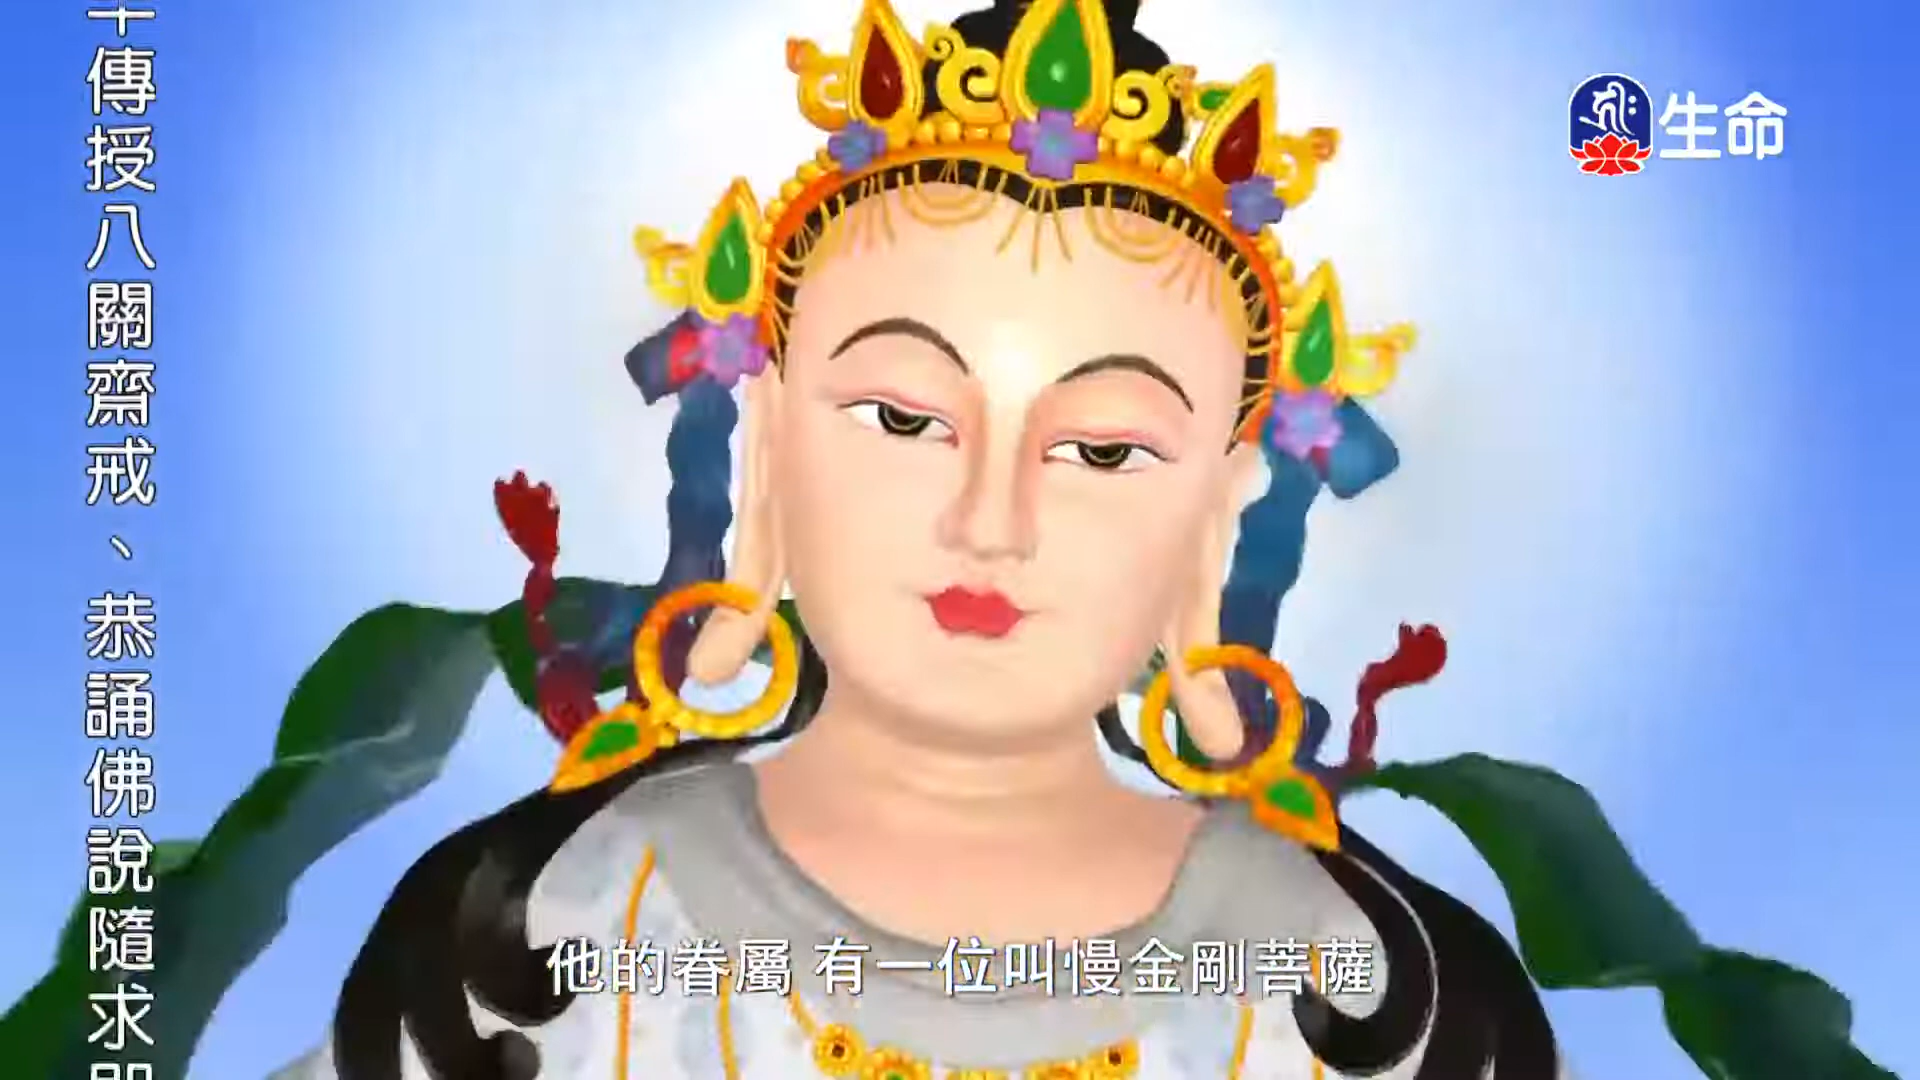 傳授八關齋戒、恭誦佛說隨求
生命
他的眷屬 有一位叫慢金剛菩薩